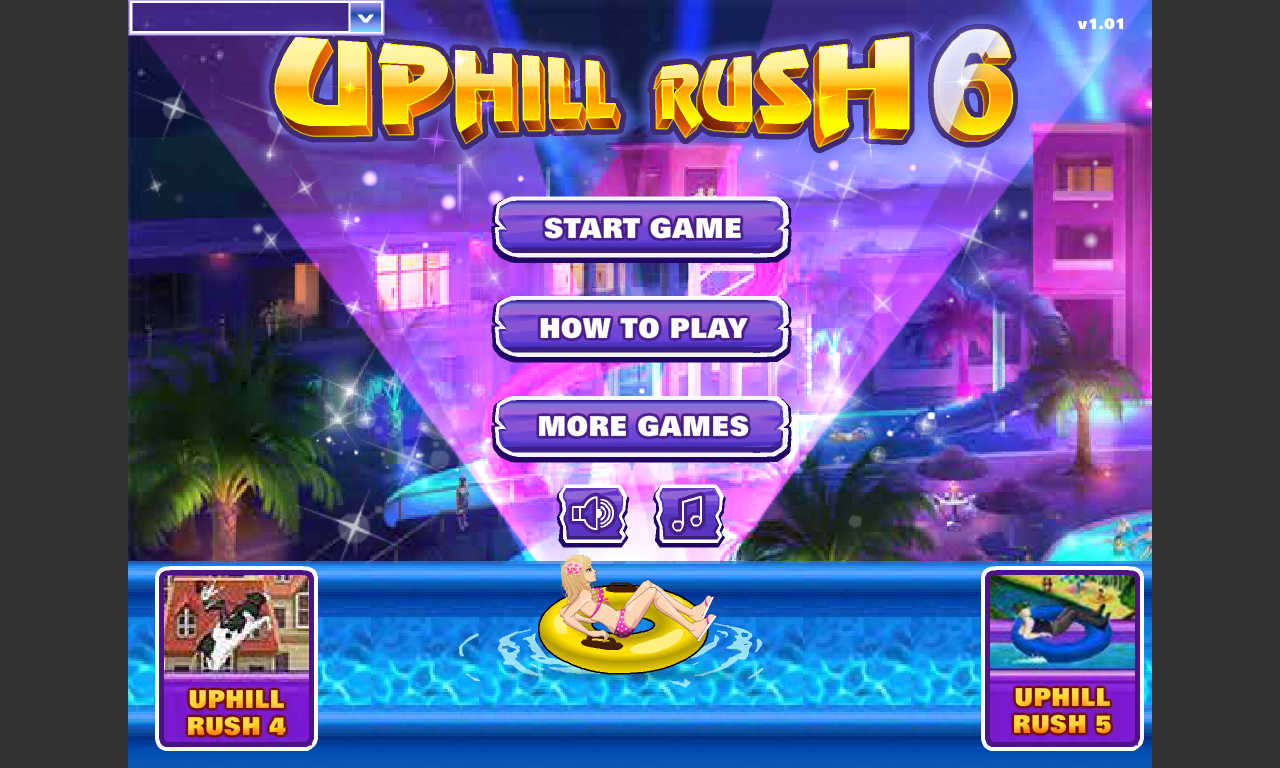 v1.01
UPHILL RUSH 6
START GAME
HOW TO PLAY
MORE GAMES
UPHILL
RUSH 4
UPHILL
RUSH 5